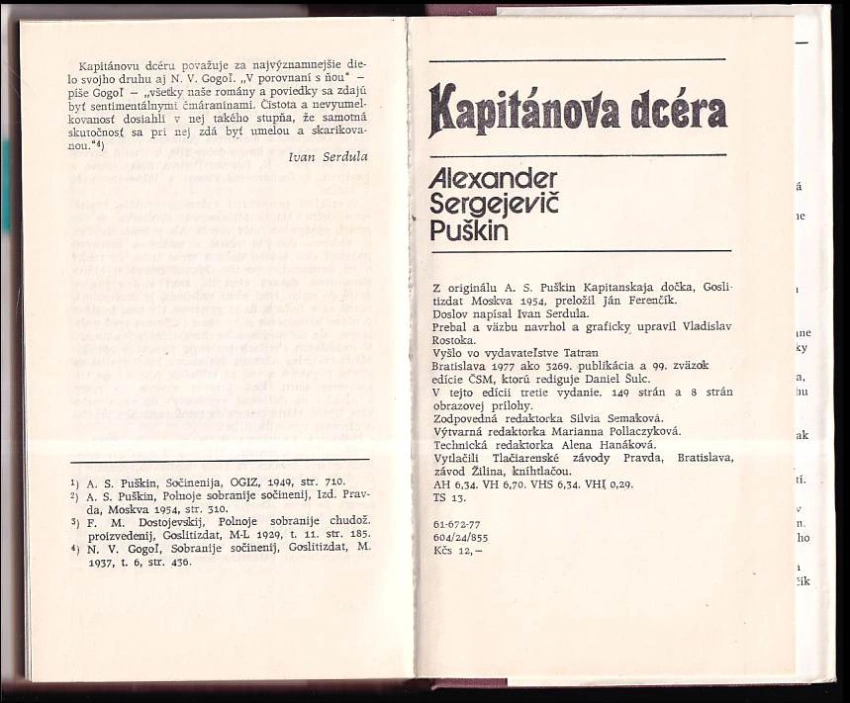 Kapitánovu dcéru považuje za najvýznamnejšie die-
lo svojho druhu aj N. V. Gogoľ. „V porovnaní s ňou“ –
píše Gogoľ – „všetky naše romány a poviedky sa zdajú
byť sentimentálnymi čmáraninami. Čistota a nevyumel-
kovanosť dosiahli v nej takého stupňa, že samotná
skutočnosť sa pri nej zdá byť umelou a skarikova-
nou.“⁴)
Ivan Serdula
¹) A. S. Puškin, Sočinenija, OGIZ, 1949, str. 710.
²) A. S. Puškin, Polnoje sobranije sočinenij, Izd. Prav-
da, Moskva 1954, str. 310.
³) F. M. Dostojevskij, Polnoje sobranije chudož.
proizvedenij, Goslitizdat, M-L 1929, t. 11. str. 185.
⁴) N. V. Gogoľ, Sobranije sočinenij, Goslitizdat, M.
1937, t. 6, str. 436.
Kapitánova dcéra
Alexander
Sergejevič
Puškin
Z originálu A. S. Puškin Kapitanskaja dočka, Gosli-
tizdat Moskva 1954, preložil Ján Ferenčík.
Doslov napísal Ivan Serdula.
Prebal a väzbu navrhol a graficky upravil Vladislav
Rostoka.
Vyšlo vo vydavateľstve Tatran
Bratislava 1977 ako 3269. publikácia a 99. zväzok
edície ČSM, ktorú rediguje Daniel Šulc.
V tejto edícii tretie vydanie. 149 strán a 8 strán
obrazovej prílohy.
Zodpovedná redaktorka Silvia Semaková.
Výtvarná redaktorka Marianna Pollaczyková.
Technická redaktorka Alena Hanáková.
Vytlačili Tlačiarenské závody Pravda, Bratislava,
závod Žilina, kníhtlačou.
AH 6,34. VH 6,70. VHS 6,34. VHI 0,29.
TS 13.
61-672-77
604/24/855
Kčs 12,–